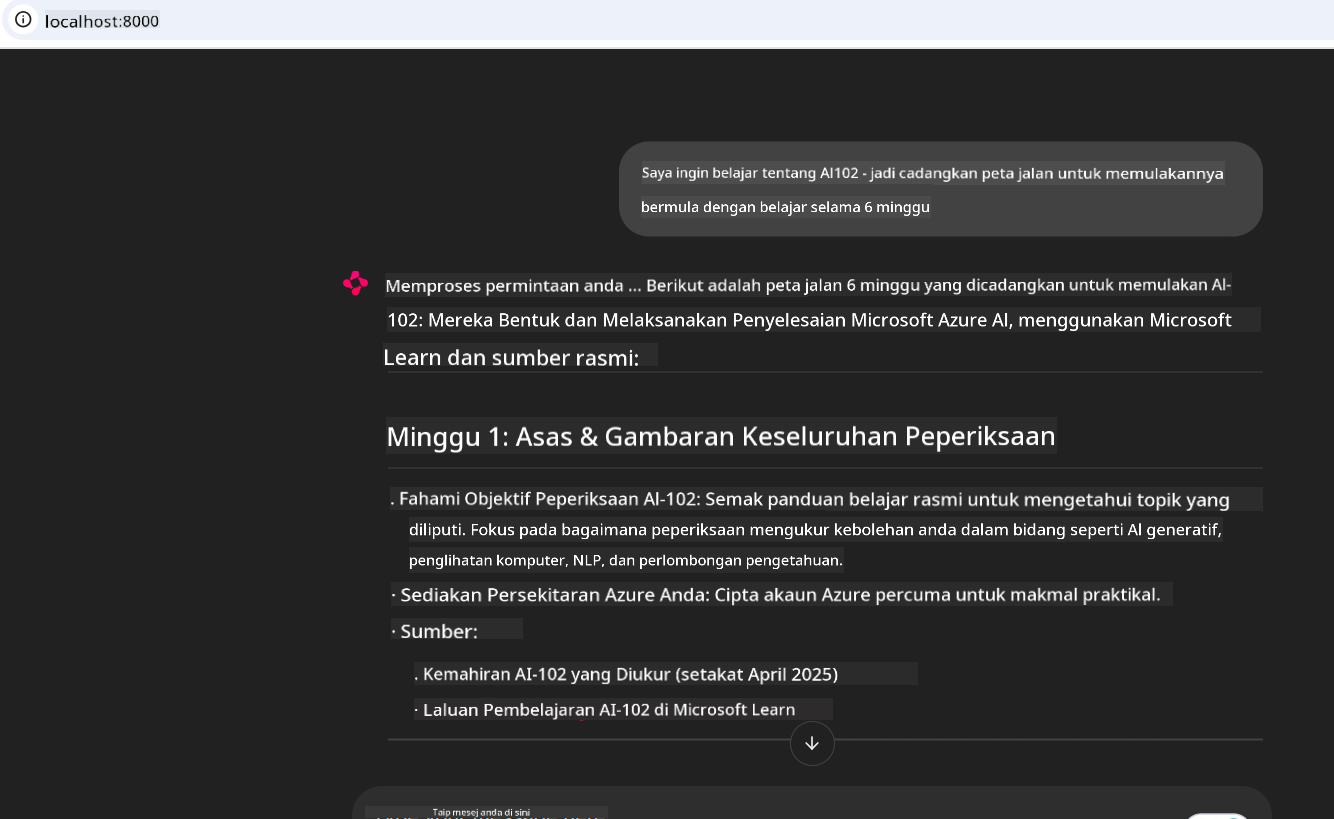 localhost:8000
Saya ingin belajar tentang AI102 - jadi cadangkan peta jalan untuk memulakannya
bermula dengan belajar selama 6 minggu
Memproses permintaan anda ... Berikut adalah peta jalan 6 minggu yang dicadangkan untuk memulakan AI-
102: Mereka Bentuk dan Melaksanakan Penyelesaian Microsoft Azure AI, menggunakan Microsoft
Learn dan sumber rasmi:
Minggu 1: Asas & Gambaran Keseluruhan Peperiksaan
. Fahami Objektif Peperiksaan AI-102: Semak panduan belajar rasmi untuk mengetahui topik yang
diliputi. Fokus pada bagaimana peperiksaan mengukur kebolehan anda dalam bidang seperti AI generatif,
penglihatan komputer, NLP, dan perlombongan pengetahuan.
· Sediakan Persekitaran Azure Anda: Cipta akaun Azure percuma untuk makmal praktikal.
· Sumber:
. Kemahiran AI-102 yang Diukur (setakat April 2025)
· Laluan Pembelajaran AI-102 di Microsoft Learn
Taip mesej anda di sini